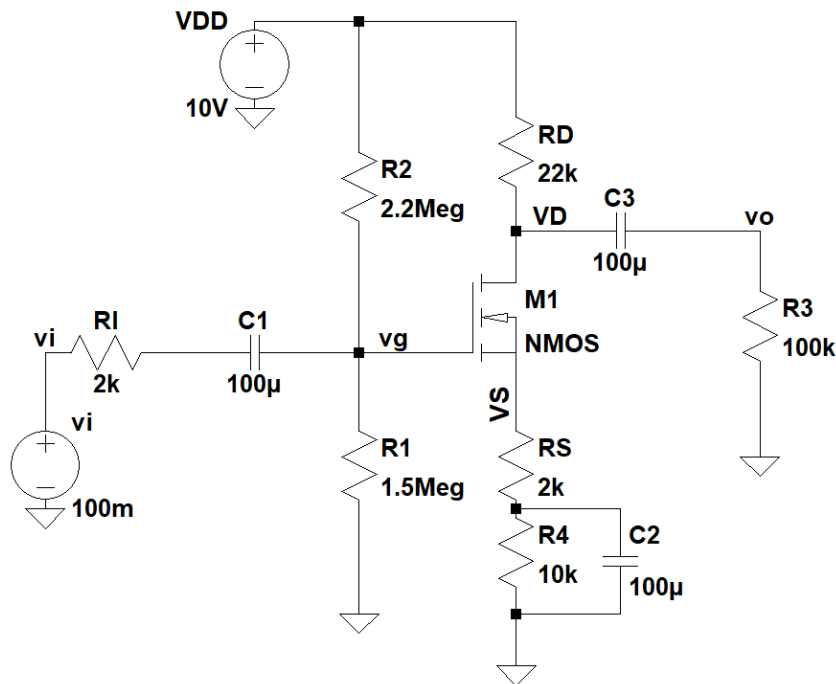 VDD
+
−
10V
R2
2.2Meg
RD
22k
VD
C3
100µ
vo
M1
NMOS
R3
100k
vi
RI
2k
C1
100µ
vg
vi
+
−
100m
R1
1.5Meg
VS
RS
2k
R4
10k
C2
100µ